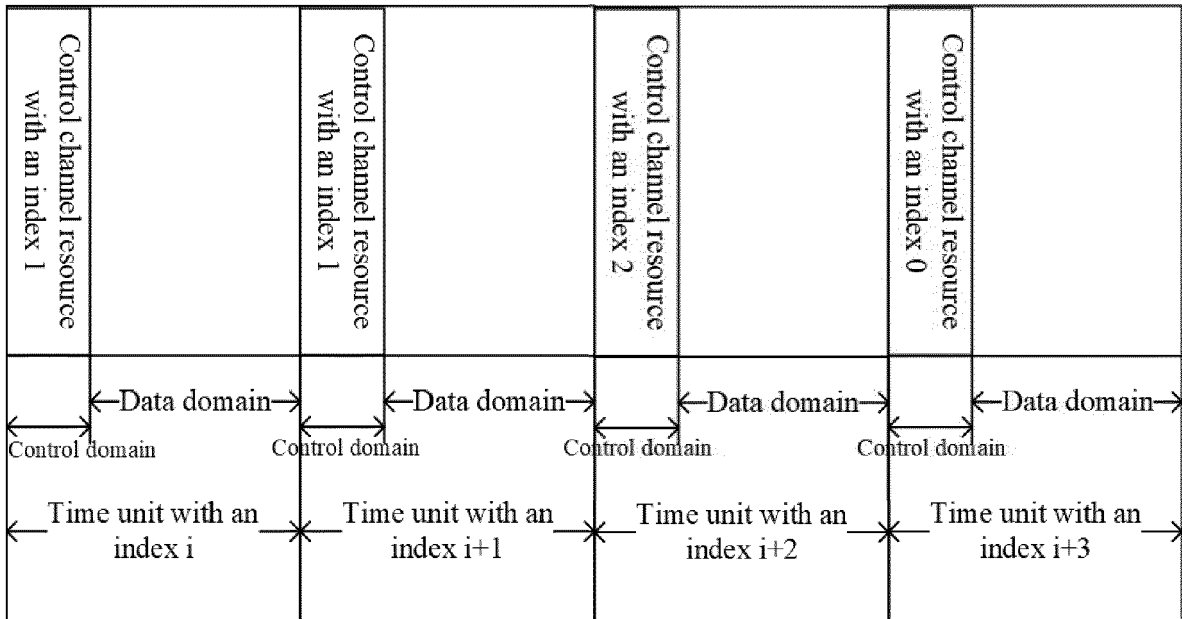 Control channel resource
with an index 1
Control channel resource
with an index 1
Control channel resource
with an index 2
Control channel resource
with an index 0
Data domain
Data domain
Data domain
Data domain
Control domain
Control domain
Control domain
Control domain
Time unit with an
index i
Time unit with an
index i+1
Time unit with an
index i+2
Time unit with an
index i+3